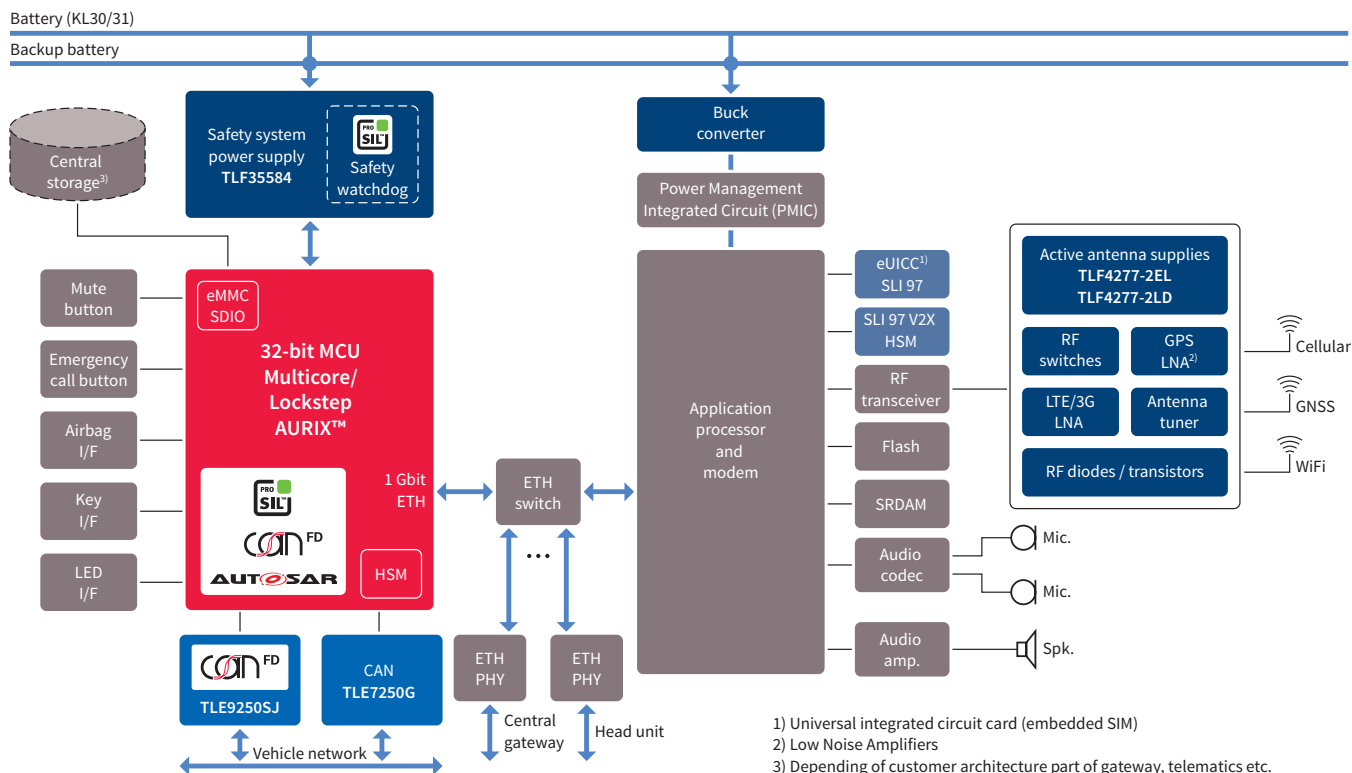 Battery (KL30/31)
Backup battery
Central
storage3)
Safety system
power supply
TLF35584
PRO
SIL™
Safety
watchdog
Buck
converter
Power Management
Integrated Circuit (PMIC)
Mute
button
Emergency
call button
Airbag
I/F
Key
I/F
LED
I/F
eMMC
SDIO
32-bit MCU
Multicore/
Lockstep
AURIX™
1 Gbit
ETH
PRO
SIL™
CAN FD
AUTOSAR
HSM
ETH
switch
...
Application
processor
and
modem
eUICC1)
SLI 97
SLI 97 V2X
HSM
RF
transceiver
Flash
SRDAM
Audio
codec
Audio
amp.
Active antenna supplies
TLF4277-2EL
TLF4277-2LD
RF
switches
GPS
LNA2)
LTE/3G
LNA
Antenna
tuner
RF diodes / transistors
Cellular
GNSS
WiFi
Mic.
Mic.
Spk.
CAN FD
TLE9250SJ
CAN
TLE7250G
ETH
PHY
ETH
PHY
Vehicle network
Central
gateway
Head unit
1) Universal integrated circuit card (embedded SIM)
2) Low Noise Amplifiers
3) Depending of customer architecture part of gateway, telematics etc.